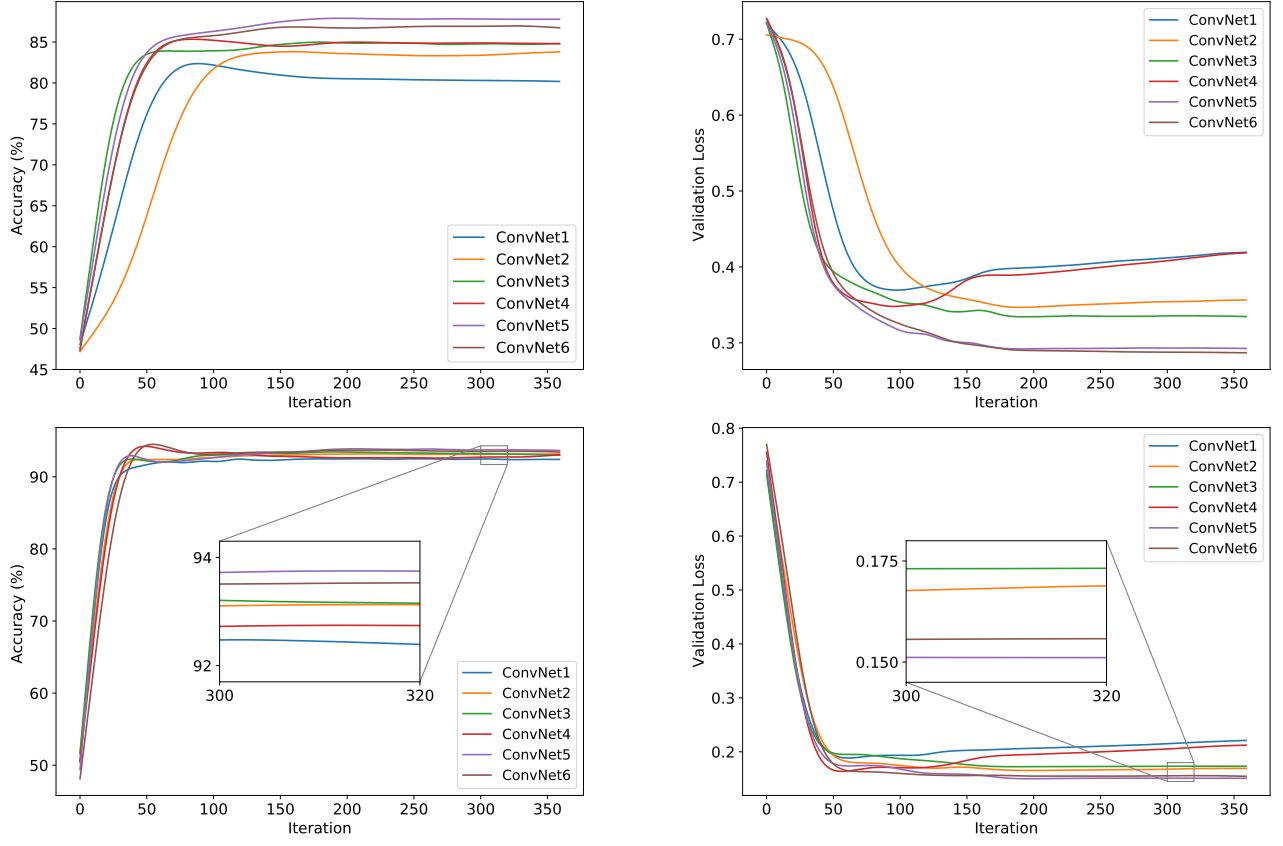 85
80
75
70
65
60
55
50
45
Accuracy (%)
0 50 100 150 200 250 300 350
Iteration
ConvNet1
ConvNet2
ConvNet3
ConvNet4
ConvNet5
ConvNet6
0.7
0.6
0.5
0.4
0.3
Validation Loss
0 50 100 150 200 250 300 350
Iteration
ConvNet1
ConvNet2
ConvNet3
ConvNet4
ConvNet5
ConvNet6
90
80
70
60
50
Accuracy (%)
0 50 100 150 200 250 300 350
Iteration
94
92
300 320
ConvNet1
ConvNet2
ConvNet3
ConvNet4
ConvNet5
ConvNet6
0.8
0.7
0.6
0.5
0.4
0.3
0.2
Validation Loss
0 50 100 150 200 250 300 350
Iteration
0.175
0.150
300 320
ConvNet1
ConvNet2
ConvNet3
ConvNet4
ConvNet5
ConvNet6